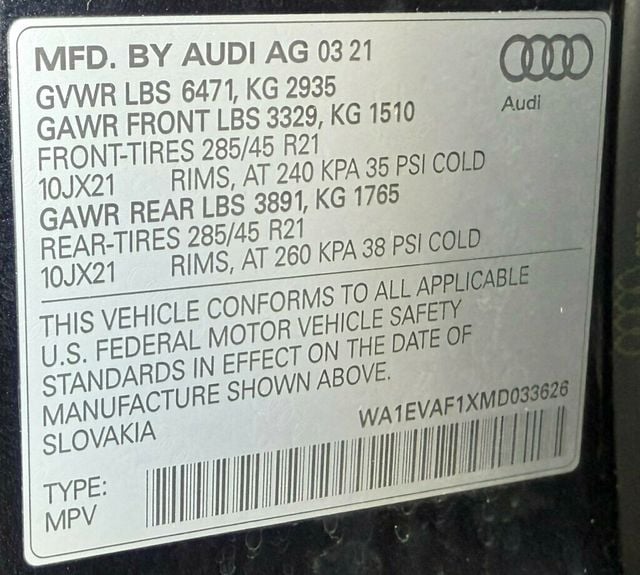 MFD. BY AUDI AG 03 21
Audi
GVWR LBS 6471, KG 2935
GAWR FRONT LBS 3329, KG 1510
FRONT-TIRES 285/45 R21
10JX21 RIMS, AT 240 KPA 35 PSI COLD
GAWR REAR LBS 3891, KG 1765
REAR-TIRES 285/45 R21
10JX21 RIMS, AT 260 KPA 38 PSI COLD
THIS VEHICLE CONFORMS TO ALL APPLICABLE
U.S. FEDERAL MOTOR VEHICLE SAFETY
STANDARDS IN EFFECT ON THE DATE OF
MANUFACTURE SHOWN ABOVE.
SLOVAKIA
WA1EVAF1XMD033626
TYPE:
MPV